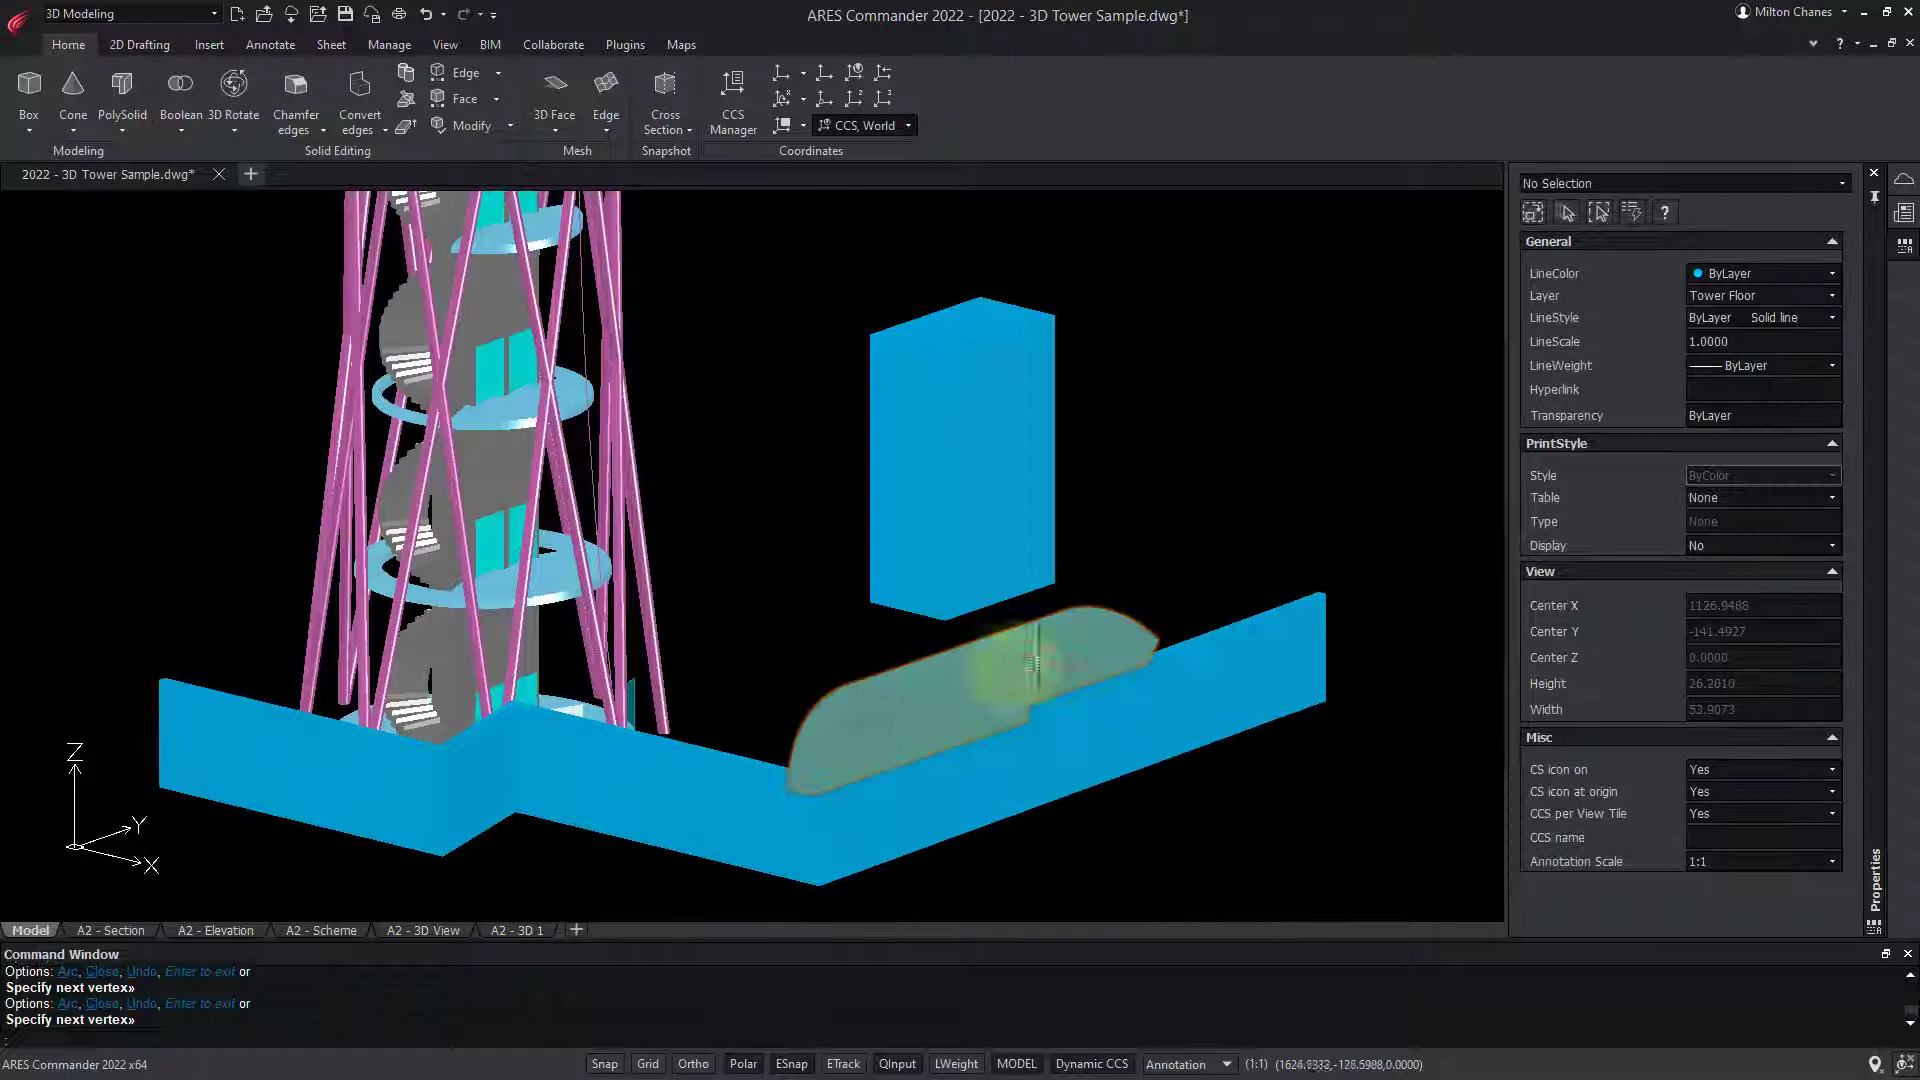 3D Modeling
ARES Commander 2022 - [2022 - 3D Tower Sample.dwg*]
Milton Chanes
Home 2D Drafting Insert Annotate Sheet Manage View BIM Collaborate Plugins Maps
Edge
Face
Modify
Box Cone PolySolid Boolean 3D Rotate Chamfer edges Convert edges 3D Face Edge Cross Section CCS Manager CCS, World
Modeling Solid Editing Mesh Snapshot Coordinates
2022 - 3D Tower Sample.dwg*
No Selection
General
LineColor ByLayer
Layer Tower Floor
LineStyle ByLayer Solid line
LineScale 1.0000
LineWeight ByLayer
Hyperlink
Transparency ByLayer
PrintStyle
Style ByColor
Table None
Type None
Display No
View
Center X 1126.9488
Center Y -141.4927
Center Z 0.0000
Height 26.2010
Width 53.9073
Misc
CS icon on Yes
CS icon at origin Yes
CCS per View Tile Yes
CCS name
Annotation Scale 1:1
Properties
Z
Y
X
Model A2 - Section A2 - Elevation A2 - Scheme A2 - 3D View A2 - 3D 1
Command Window
Options: Arc, Close, Undo, Enter to exit or
Specify next vertex»
Options: Arc, Close, Undo, Enter to exit or
Specify next vertex»
:
ARES Commander 2022 x64
Snap Grid Ortho Polar ESnap ETrack QInput LWeight MODEL Dynamic CCS Annotation (1:1)